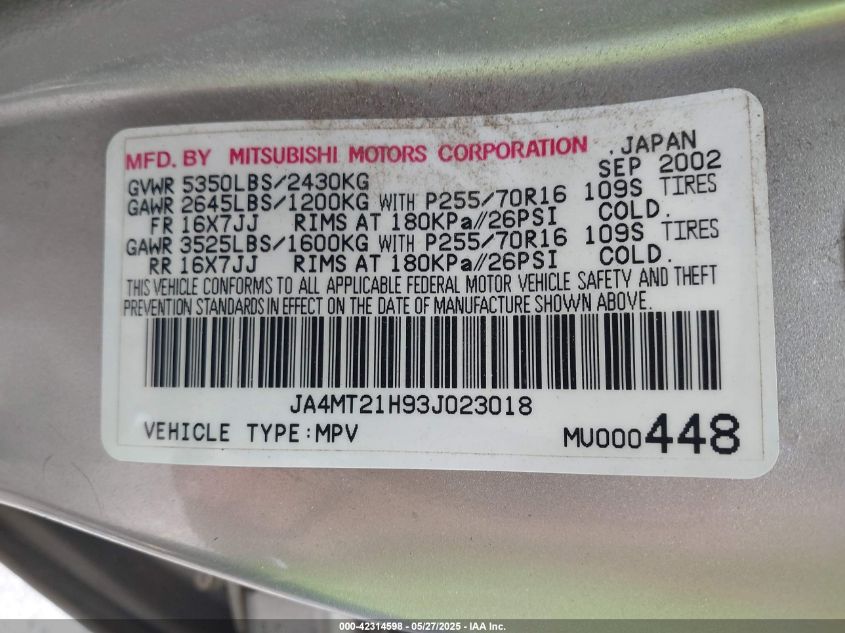 MFD. BY MITSUBISHI MOTORS CORPORATION , JAPAN
SEP 2002
GVWR 5350LBS/2430KG
GAWR 2645LBS/1200KG WITH P255/70R16 109S TIRES
FR 16X7JJ RIMS AT 180KPa//26PSI COLD.
GAWR 3525LBS/1600KG WITH P255/70R16 109S TIRES
RR 16X7JJ RIMS AT 180KPa//26PSI COLD.
THIS VEHICLE CONFORMS TO ALL APPLICABLE FEDERAL MOTOR VEHICLE SAFETY AND THEFT
PREVENTION STANDARDS IN EFFECT ON THE DATE OF MANUFACTURE SHOWN ABOVE.
JA4MT21H93J023018
VEHICLE TYPE:MPV MU000448
000-42314598 - 05/27/2025 - IAA Inc.